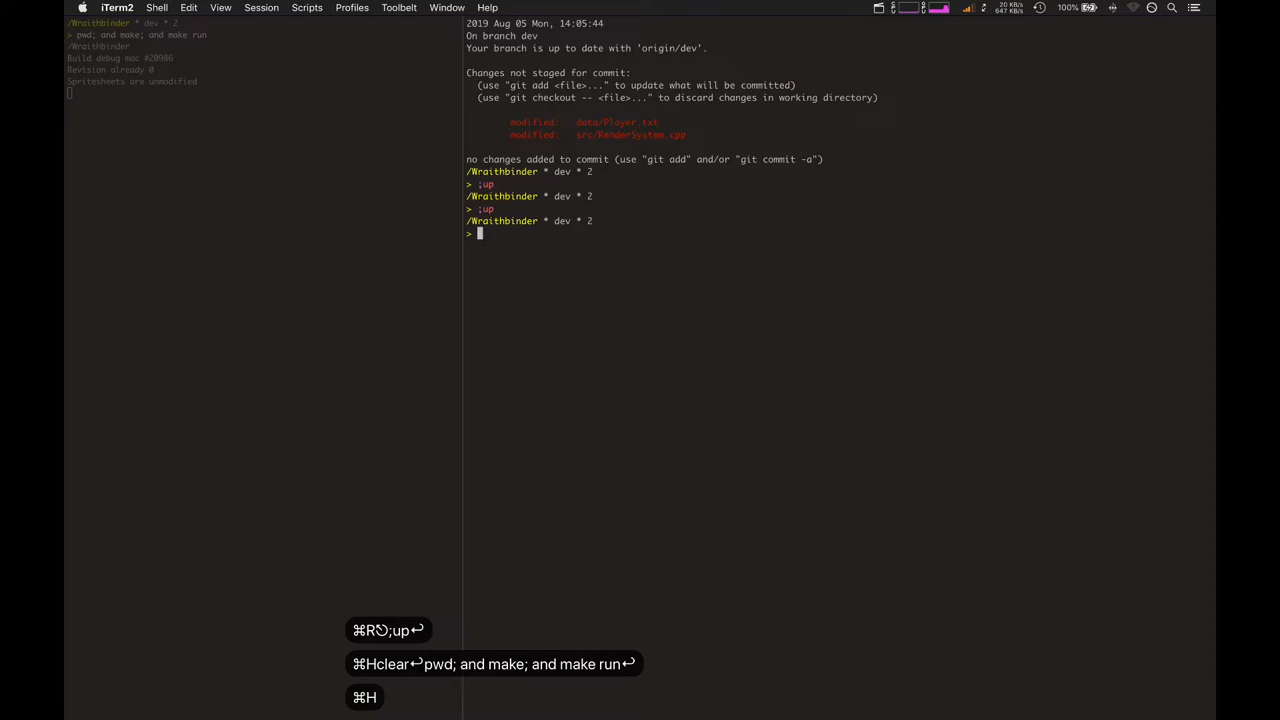 iTerm2 Shell Edit View Session Scripts Profiles Toolbelt Window Help
20 KB/s
647 KB/s
100%
/Wraithbinder * dev * 2
> pwd; and make; and make run
/Wraithbinder
Build debug mac #20986
Revision already 0
Spritesheets are unmodified
2019 Aug 05 Mon, 14:05:44
On branch dev
Your branch is up to date with 'origin/dev'.
Changes not staged for commit:
(use "git add <file>..." to update what will be committed)
(use "git checkout -- <file>..." to discard changes in working directory)
modified: data/Player.txt
modified: src/RenderSystem.cpp
no changes added to commit (use "git add" and/or "git commit -a")
/Wraithbinder * dev * 2
> ;up
/Wraithbinder * dev * 2
> ;up
/Wraithbinder * dev * 2
>
⌘R⎋;up↩
⌘Hclear↩pwd; and make; and make run↩
⌘H